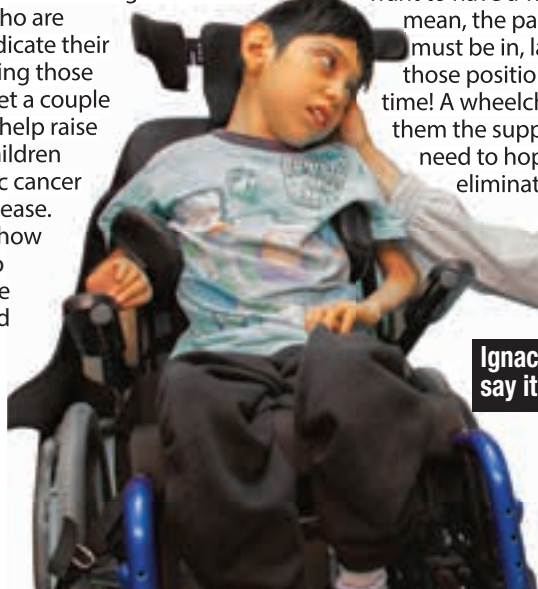 ho are
dicate their
ing those
et a couple
help raise
ildren
c cancer
ease.
how
e
d
mean, the pa
must be in, la
those positio
time! A wheelch
them the supp
need to hop
eliminat
Ignac
say it